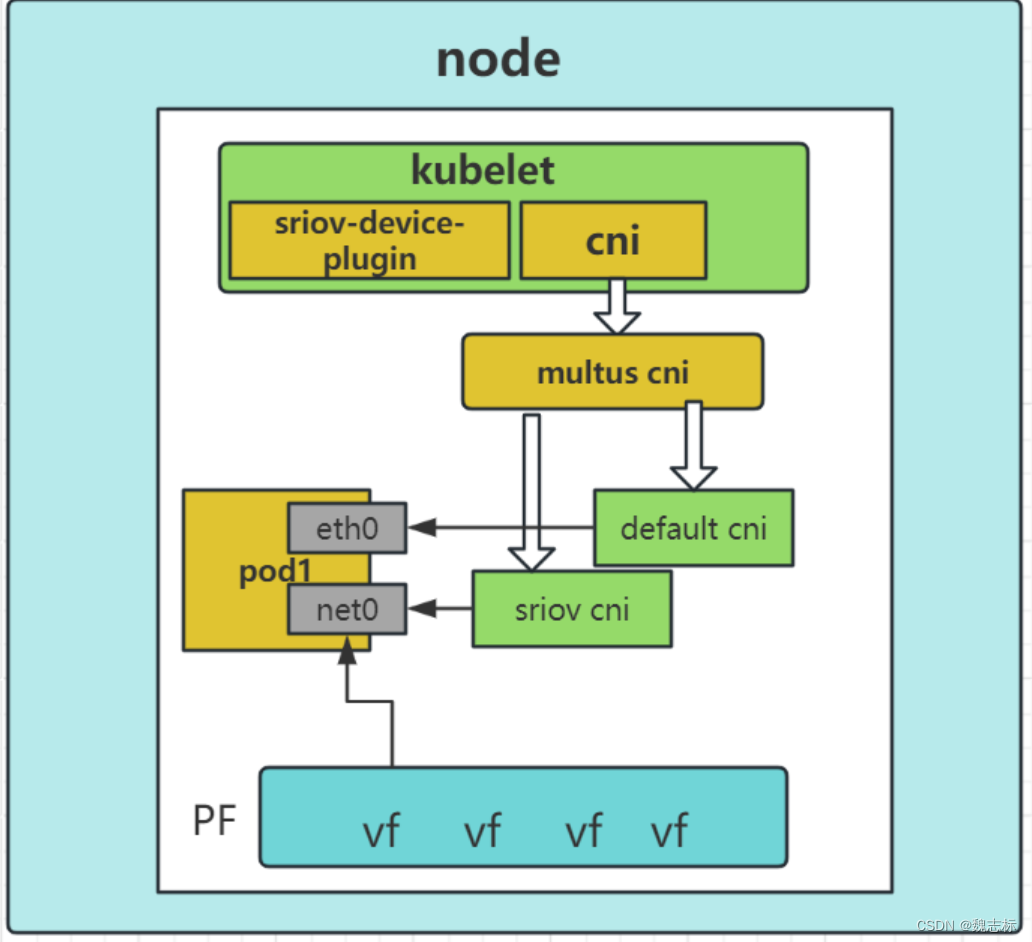 node
kubelet
sriov-device-
plugin
cni
multus cni
eth0
default cni
pod1
net0
sriov cni
PF
vf vf vf vf
CSDN @魏志标